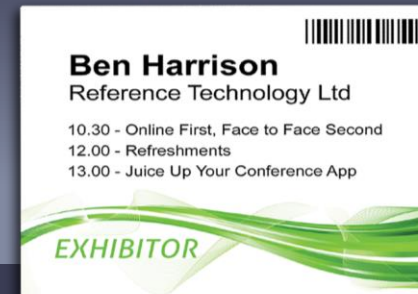 Ben Harrison
Reference Technology Ltd
10.30 - Online First, Face to Face Second
12.00 - Refreshments
13.00 - Juice Up Your Conference App
EXHIBITOR